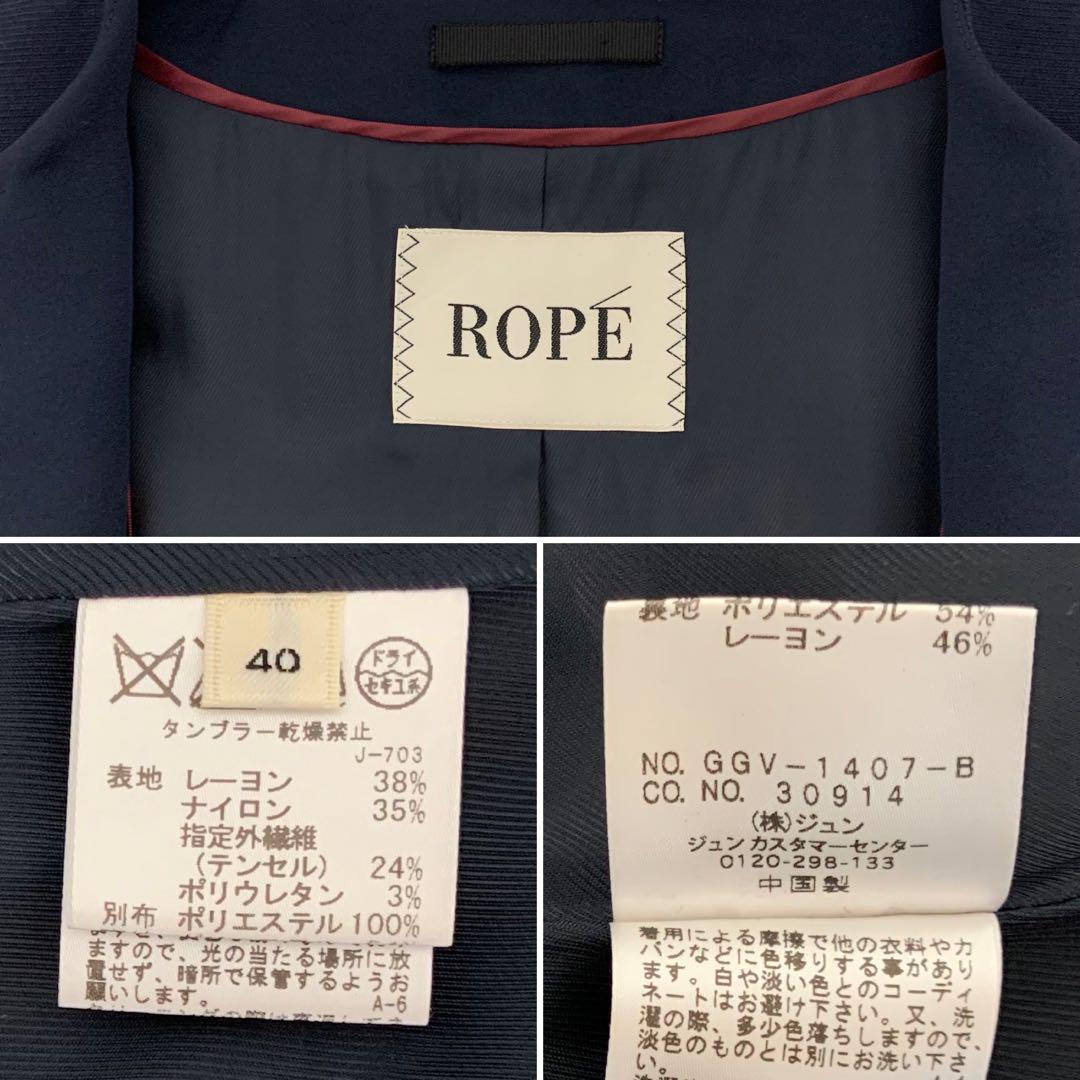 ROPÉ
40
ドライ
セキユ系
タンブラー乾燥禁止
J-703
表地 レーヨン 38%
ナイロン 35%
指定外繊維
(テンセル) 24%
ポリウレタン 3%
別布 ポリエステル 100%
ますので、光の当たる場所に放
置せず、暗所で保管するようお
願いします。
A-6
表地 ポリエステル 54%
レーヨン 46%
NO. GGV-1407-B
CO. NO. 30914
(株)ジュン
ジュンカスタマーセンター
0120-298-133
中国製
着用による摩擦で他の衣料やカ
バンなどに色移りする事があり
ます。白や淡い色とのコーディ
ネートはお避け下さい。又、洗
濯の際、多少色落ちしますので、
淡色のものとは別にお洗い下さ
い。